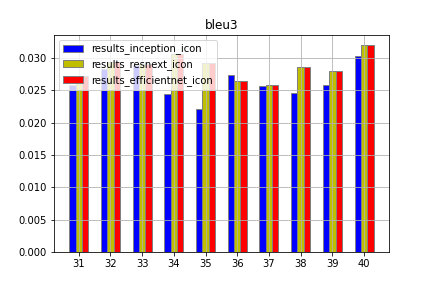 bleu3
results_inception_icon
results_resnext_icon
results_efficientnet_icon
0.030
0.025
0.020
0.015
0.010
0.005
0.000
31 32 33 34 35 36 37 38 39 40